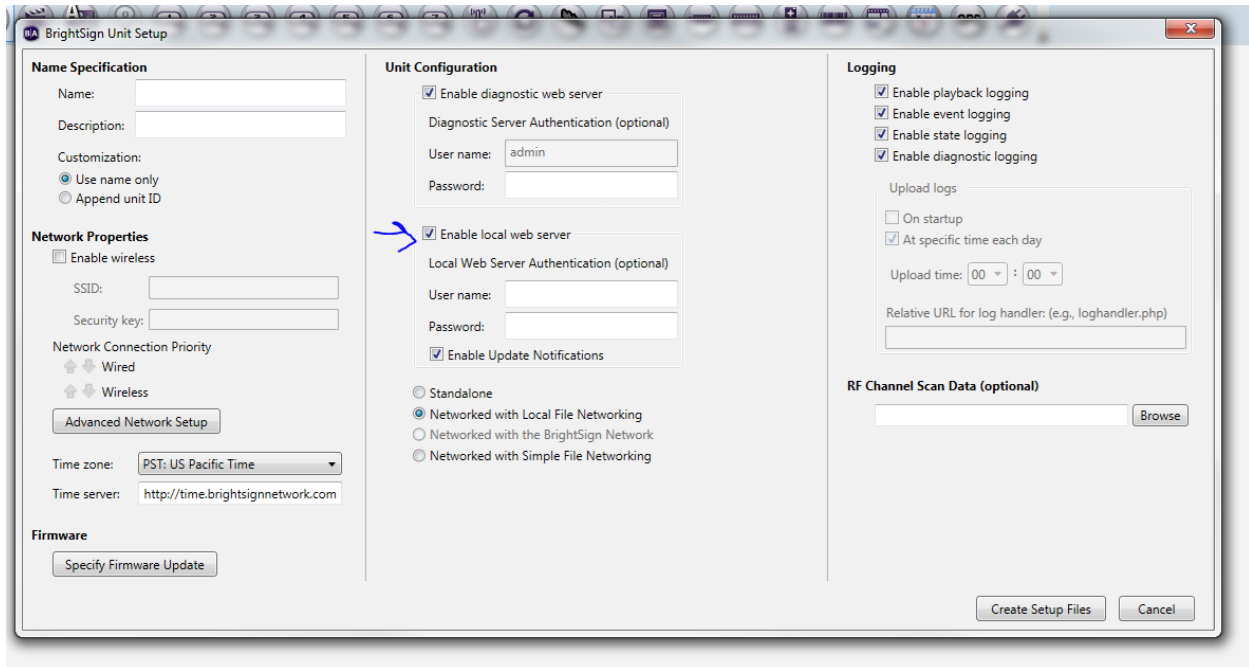 BrightSign Unit Setup
Name Specification
Name:
Description:
Customization:
Use name only
Append unit ID
Network Properties
Enable wireless
SSID:
Security key:
Network Connection Priority
Wired
Wireless
Advanced Network Setup
Time zone: PST: US Pacific Time
Time server: http://time.brightsignnetwork.com
Firmware
Specify Firmware Update
Unit Configuration
Enable diagnostic web server
Diagnostic Server Authentication (optional)
User name: admin
Password:
Enable local web server
Local Web Server Authentication (optional)
User name:
Password:
Enable Update Notifications
Standalone
Networked with Local File Networking
Networked with the BrightSign Network
Networked with Simple File Networking
Logging
Enable playback logging
Enable event logging
Enable state logging
Enable diagnostic logging
Upload logs
On startup
At specific time each day
Upload time: 00 : 00
Relative URL for log handler: (e.g., loghandler.php)
RF Channel Scan Data (optional)
Browse
Create Setup Files Cancel